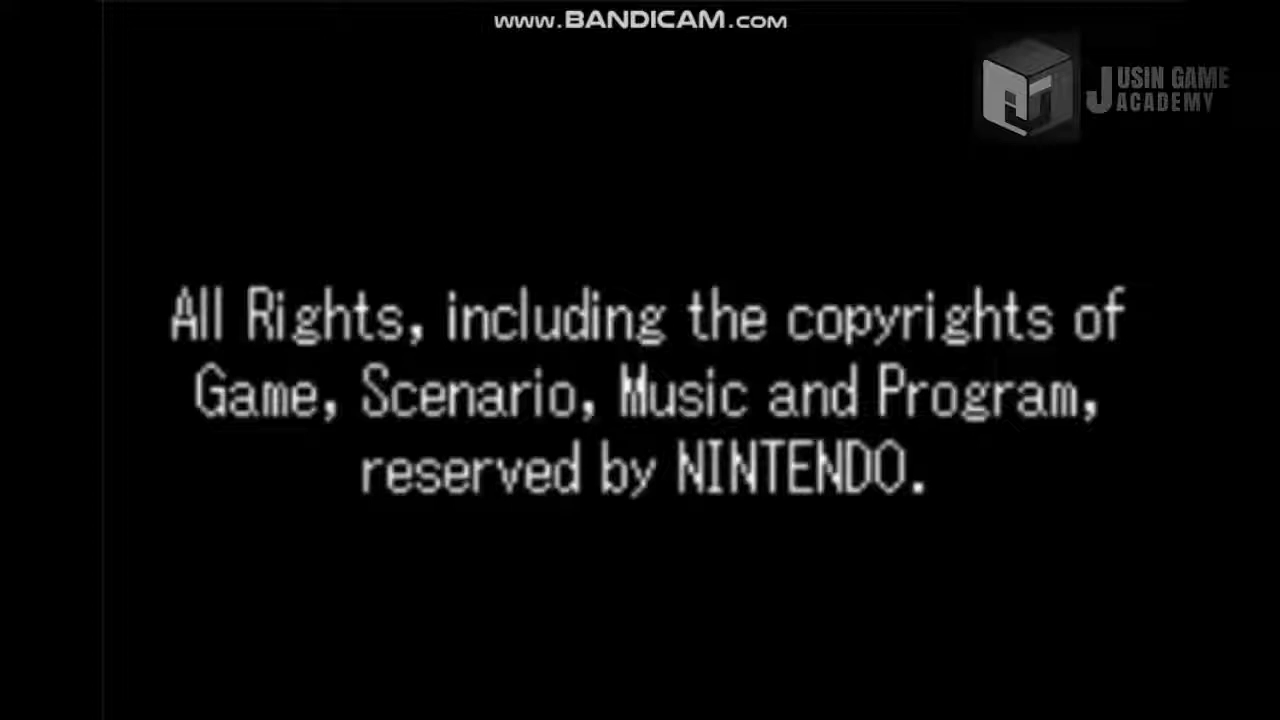 www.BANDICAM.com
JUSIN GAME
ACADEMY
All Rights, including the copyrights of
Game, Scenario, Music and Program,
reserved by NINTENDO.